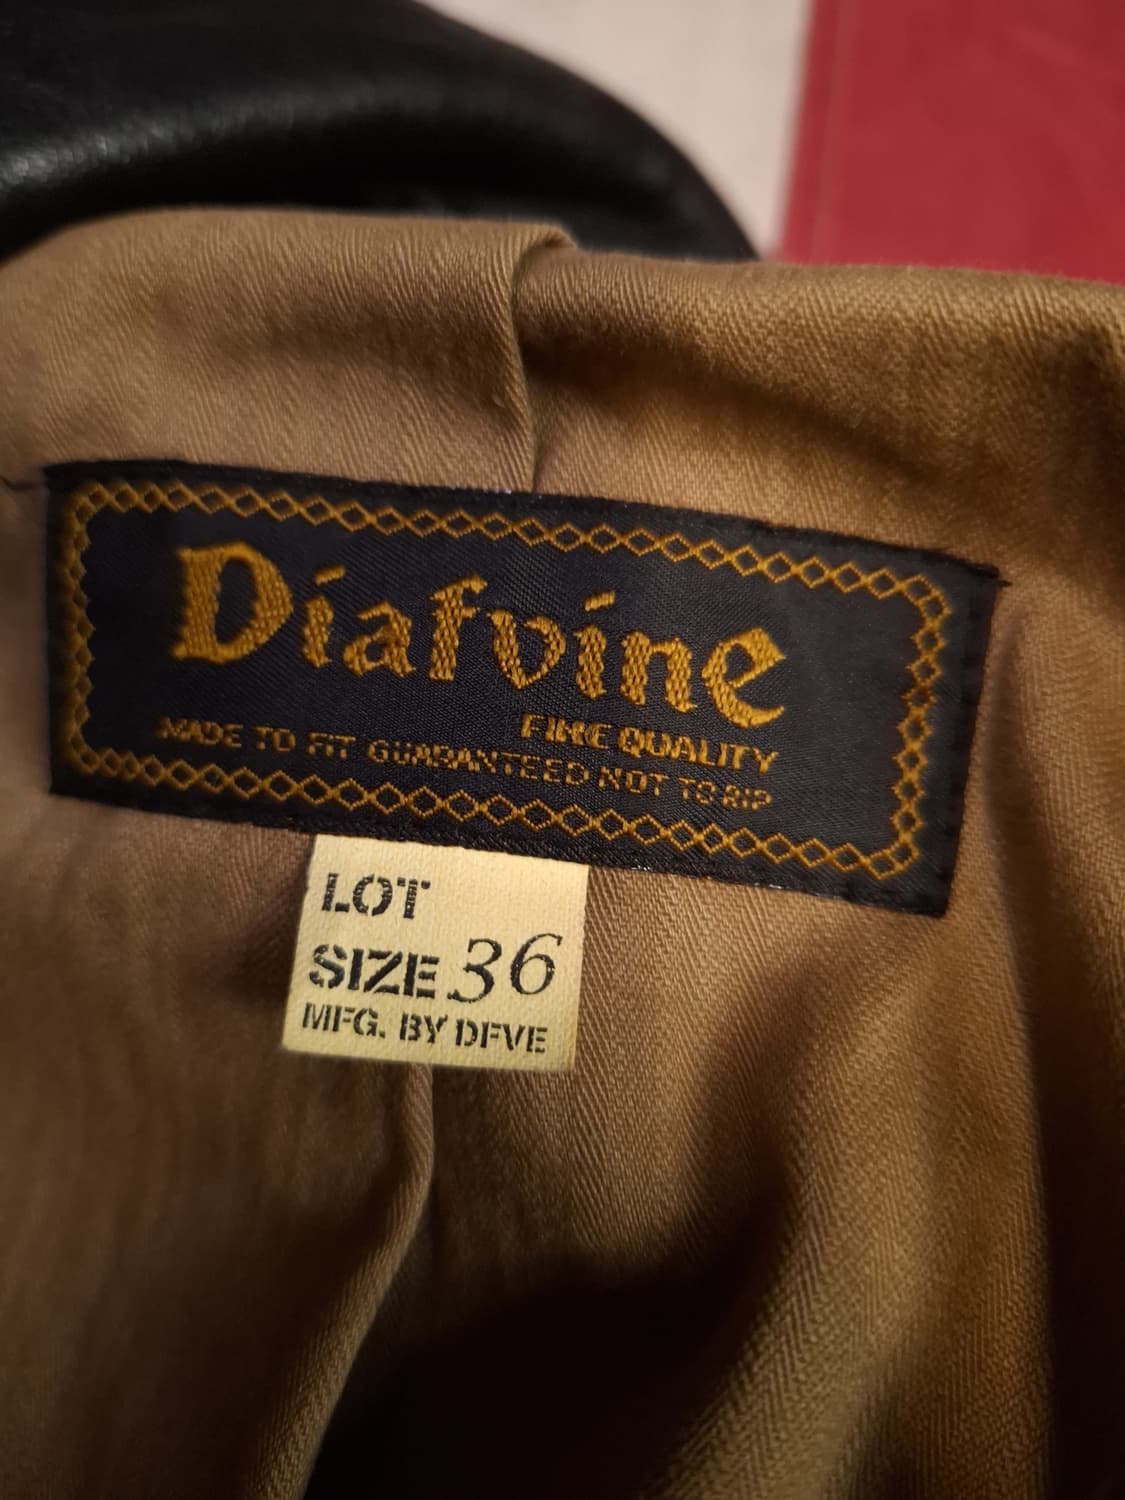 Diafvine
FINE QUALITY
MADE TO FIT GUARANTEED NOT TO RIP
LOT
SIZE 36
MFG. BY DFVE